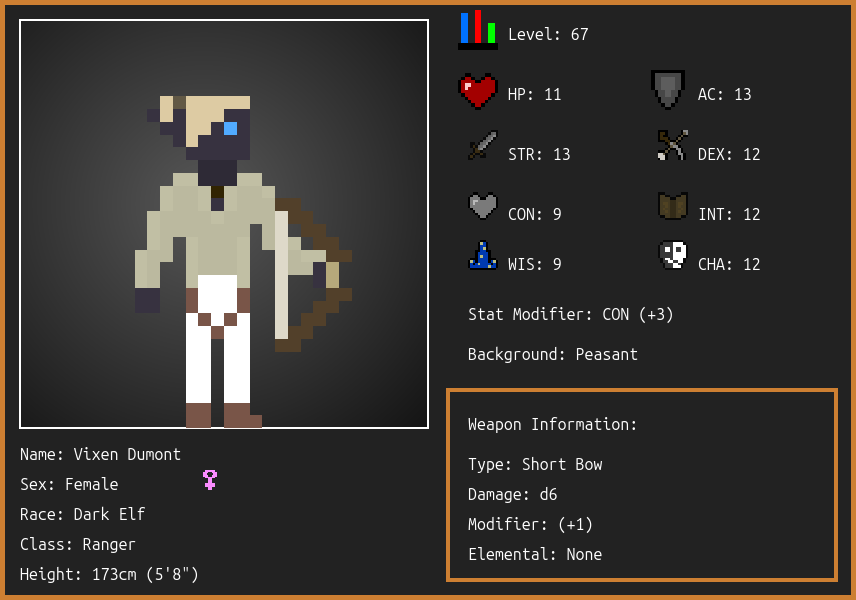 Level: 67
HP: 11
AC: 13
STR: 13
DEX: 12
CON: 9
INT: 12
WIS: 9
CHA: 12
Stat Modifier: CON (+3)
Background: Peasant
Weapon Information:
Type: Short Bow
Damage: d6
Modifier: (+1)
Elemental: None
Name: Vixen Dumont
Sex: Female
Race: Dark Elf
Class: Ranger
Height: 173cm (5'8")